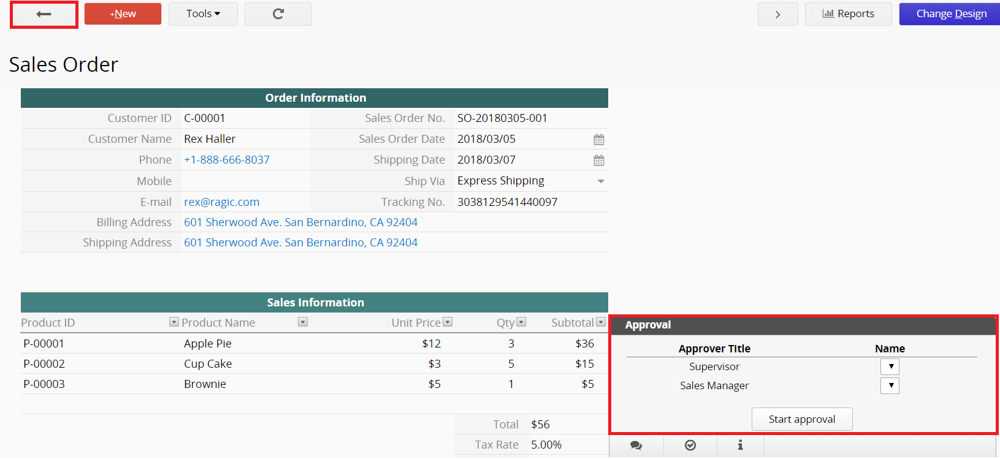 +New Tools Reports Change Design
Sales Order
Order Information
Customer ID C-00001 Sales Order No. SO-20180305-001
Customer Name Rex Haller Sales Order Date 2018/03/05
Phone +1-888-666-8037 Shipping Date 2018/03/07
Mobile Ship Via Express Shipping
E-mail rex@ragic.com Tracking No. 3038129541440097
Billing Address 601 Sherwood Ave. San Bernardino, CA 92404
Shipping Address 601 Sherwood Ave. San Bernardino, CA 92404
Sales Information
Product ID Product Name Unit Price Qty Subtotal
P-00001 Apple Pie $12 3 $36
P-00002 Cup Cake $3 5 $15
P-00003 Brownie $5 1 $5
Total $56
Tax Rate 5.00%
Approval
Approver Title Name
Supervisor
Sales Manager
Start approval